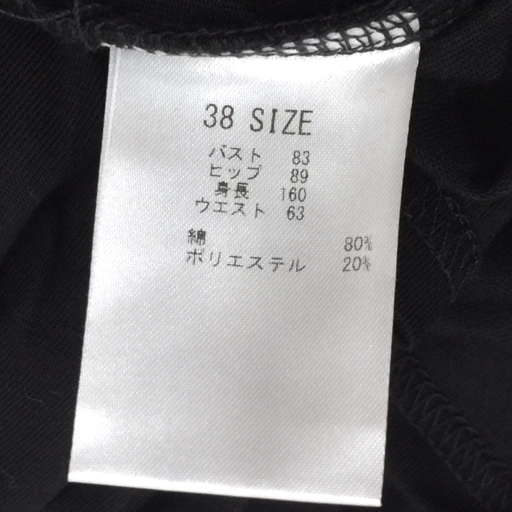 38 SIZE
バスト 83
ヒップ 89
身長 160
ウエスト 63
綿 80%
ポリエステル 20%